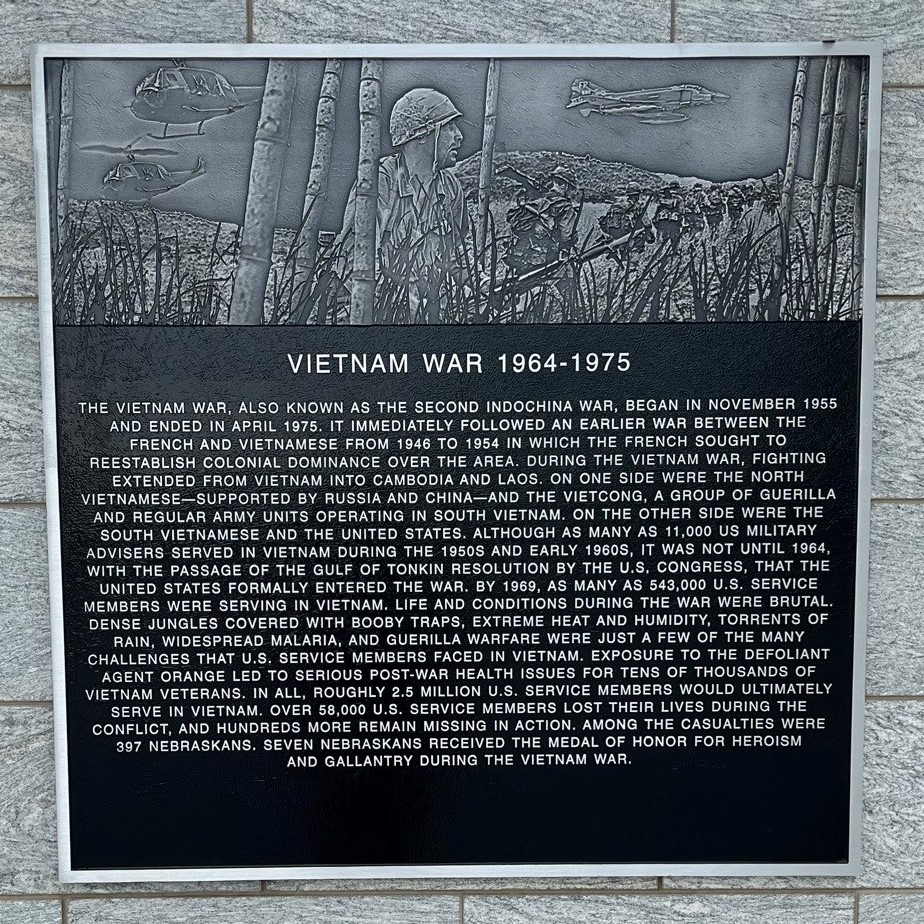 VIETNAM WAR 1964-1975
THE VIETNAM WAR, ALSO KNOWN AS THE SECOND INDOCHINA WAR, BEGAN IN NOVEMBER 1955
AND ENDED IN APRIL 1975. IT IMMEDIATELY FOLLOWED AN EARLIER WAR BETWEEN THE
FRENCH AND VIETNAMESE FROM 1946 TO 1954 IN WHICH THE FRENCH SOUGHT TO
REESTABLISH COLONIAL DOMINANCE OVER THE AREA. DURING THE VIETNAM WAR, FIGHTING
EXTENDED FROM VIETNAM INTO CAMBODIA AND LAOS. ON ONE SIDE WERE THE NORTH
VIETNAMESE—SUPPORTED BY RUSSIA AND CHINA—AND THE VIETCONG, A GROUP OF GUERILLA
AND REGULAR ARMY UNITS OPERATING IN SOUTH VIETNAM. ON THE OTHER SIDE WERE THE
SOUTH VIETNAMESE AND THE UNITED STATES. ALTHOUGH AS MANY AS 11,000 US MILITARY
ADVISERS SERVED IN VIETNAM DURING THE 1950S AND EARLY 1960S, IT WAS NOT UNTIL 1964,
WITH THE PASSAGE OF THE GULF OF TONKIN RESOLUTION BY THE U.S. CONGRESS, THAT THE
UNITED STATES FORMALLY ENTERED THE WAR. BY 1969, AS MANY AS 543,000 U.S. SERVICE
MEMBERS WERE SERVING IN VIETNAM. LIFE AND CONDITIONS DURING THE WAR WERE BRUTAL.
DENSE JUNGLES COVERED WITH BOOBY TRAPS, EXTREME HEAT AND HUMIDITY, TORRENTS OF
RAIN, WIDESPREAD MALARIA, AND GUERILLA WARFARE WERE JUST A FEW OF THE MANY
CHALLENGES THAT U.S. SERVICE MEMBERS FACED IN VIETNAM. EXPOSURE TO THE DEFOLIANT
AGENT ORANGE LED TO SERIOUS POST-WAR HEALTH ISSUES FOR TENS OF THOUSANDS OF
VIETNAM VETERANS. IN ALL, ROUGHLY 2.5 MILLION U.S. SERVICE MEMBERS WOULD ULTIMATELY
SERVE IN VIETNAM. OVER 58,000 U.S. SERVICE MEMBERS LOST THEIR LIVES DURING THE
CONFLICT, AND HUNDREDS MORE REMAIN MISSING IN ACTION. AMONG THE CASUALTIES WERE
397 NEBRASKANS. SEVEN NEBRASKANS RECEIVED THE MEDAL OF HONOR FOR HEROISM
AND GALLANTRY DURING THE VIETNAM WAR.